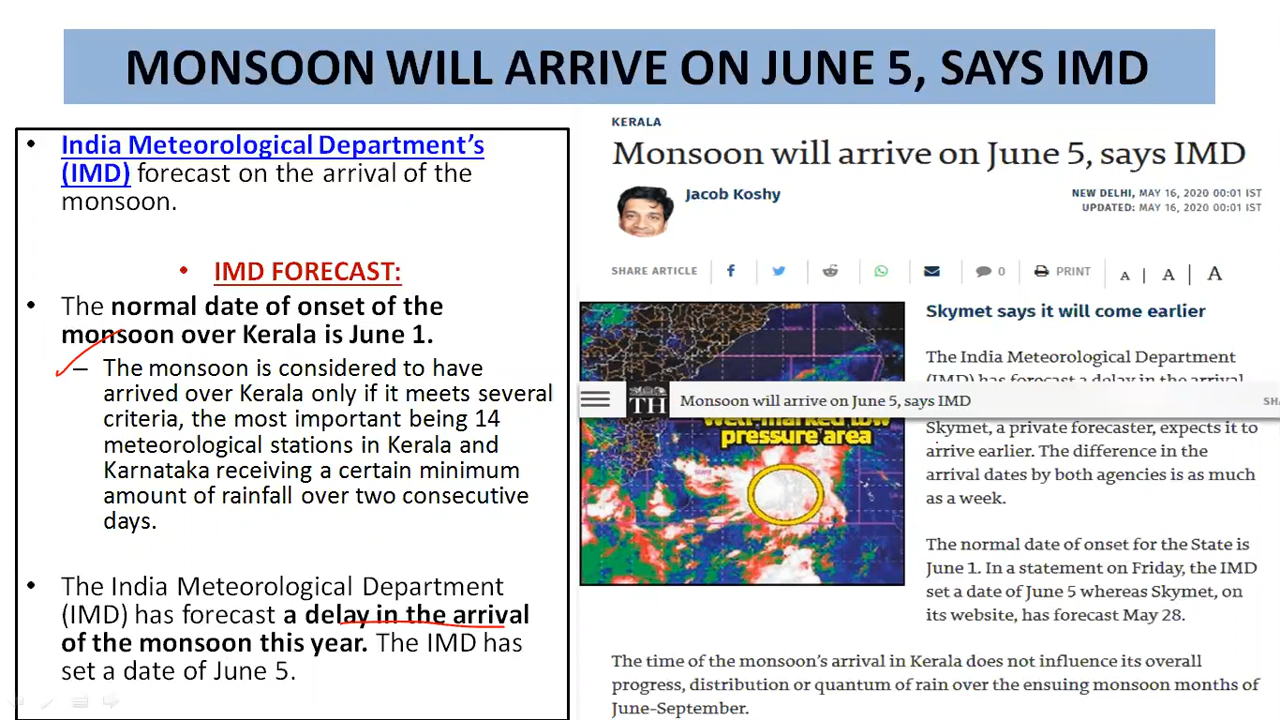 MONSOON WILL ARRIVE ON JUNE 5, SAYS IMD
• India Meteorological Department's
(IMD) forecast on the arrival of the
monsoon.
• IMD FORECAST:
• The normal date of onset of the
monsoon over Kerala is June 1.
– The monsoon is considered to have
arrived over Kerala only if it meets several
criteria, the most important being 14
meteorological stations in Kerala and
Karnataka receiving a certain minimum
amount of rainfall over two consecutive
days.
• The India Meteorological Department
(IMD) has forecast a delay in the arrival
of the monsoon this year. The IMD has
set a date of June 5.
KERALA
Monsoon will arrive on June 5, says IMD
Jacob Koshy
NEW DELHI, MAY 16, 2020 00:01 IST
UPDATED: MAY 16, 2020 00:01 IST
SHARE ARTICLE
0
PRINT
A | A | A
Skymet says it will come earlier
The India Meteorological Department
(IMD) has forecast a delay in the arrival
TH Monsoon will arrive on June 5, says IMD
SHA
well-marked low
pressure area
Skymet, a private forecaster, expects it to
arrive earlier. The difference in the
arrival dates by both agencies is as much
as a week.
The normal date of onset for the State is
June 1. In a statement on Friday, the IMD
set a date of June 5 whereas Skymet, on
its website, has forecast May 28.
The time of the monsoon's arrival in Kerala does not influence its overall
progress, distribution or quantum of rain over the ensuing monsoon months of
June-September.